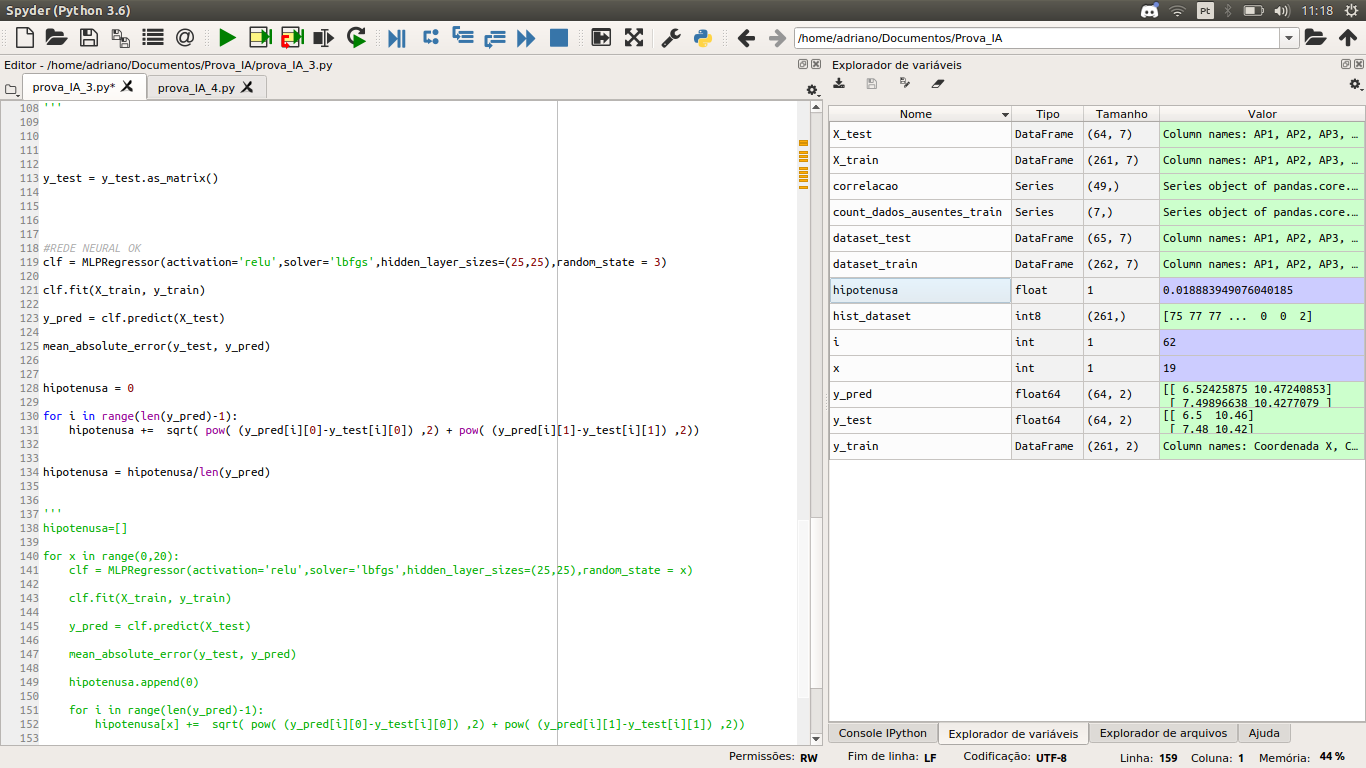 Spyder (Python 3.6)
Pt
11:18
/home/adriano/Documentos/Prova_IA
Editor - /home/adriano/Documentos/Prova_IA/prova_IA_3.py
prova_IA_3.py*
prova_IA_4.py
108 '''
109
110
111
112
113 y_test = y_test.as_matrix()
114
115
116
117
118 #REDE NEURAL OK
119 clf = MLPRegressor(activation='relu',solver='lbfgs',hidden_layer_sizes=(25,25),random_state = 3)
120
121 clf.fit(X_train, y_train)
122
123 y_pred = clf.predict(X_test)
124
125 mean_absolute_error(y_test, y_pred)
126
127
128 hipotenusa = 0
129
130 for i in range(len(y_pred)-1):
131     hipotenusa +=  sqrt( pow( (y_pred[i][0]-y_test[i][0]) ,2) + pow( (y_pred[i][1]-y_test[i][1]) ,2))
132
133
134 hipotenusa = hipotenusa/len(y_pred)
135
136
137 '''
138 hipotenusa=[]
139
140 for x in range(0,20):
141     clf = MLPRegressor(activation='relu',solver='lbfgs',hidden_layer_sizes=(25,25),random_state = x)
142
143     clf.fit(X_train, y_train)
144
145     y_pred = clf.predict(X_test)
146
147     mean_absolute_error(y_test, y_pred)
148
149     hipotenusa.append(0)
150
151     for i in range(len(y_pred)-1):
152         hipotenusa[x] +=  sqrt( pow( (y_pred[i][0]-y_test[i][0]) ,2) + pow( (y_pred[i][1]-y_test[i][1]) ,2))
153
Explorador de variáveis
Nome Tipo Tamanho Valor
X_test DataFrame (64, 7) Column names: AP1, AP2, AP3, …
X_train DataFrame (261, 7) Column names: AP1, AP2, AP3, …
correlacao Series (49,) Series object of pandas.core.…
count_dados_ausentes_train Series (7,) Series object of pandas.core.…
dataset_test DataFrame (65, 7) Column names: AP1, AP2, AP3, …
dataset_train DataFrame (262, 7) Column names: AP1, AP2, AP3, …
hipotenusa float 1 0.018883949076040185
hist_dataset int8 (261,) [75 77 77 ...  0  0  2]
i int 1 62
x int 1 19
y_pred float64 (64, 2) [[ 6.52425875 10.47240853]
[ 7.49896638 10.4277079 ]
y_test float64 (64, 2) [[ 6.5  10.46]
[ 7.48 10.42]
y_train DataFrame (261, 2) Column names: Coordenada X, C…
Console IPython
Explorador de variáveis
Explorador de arquivos
Ajuda
Permissões: RW Fim de linha: LF Codificação: UTF-8 Linha: 159 Coluna: 1 Memória: 44 %